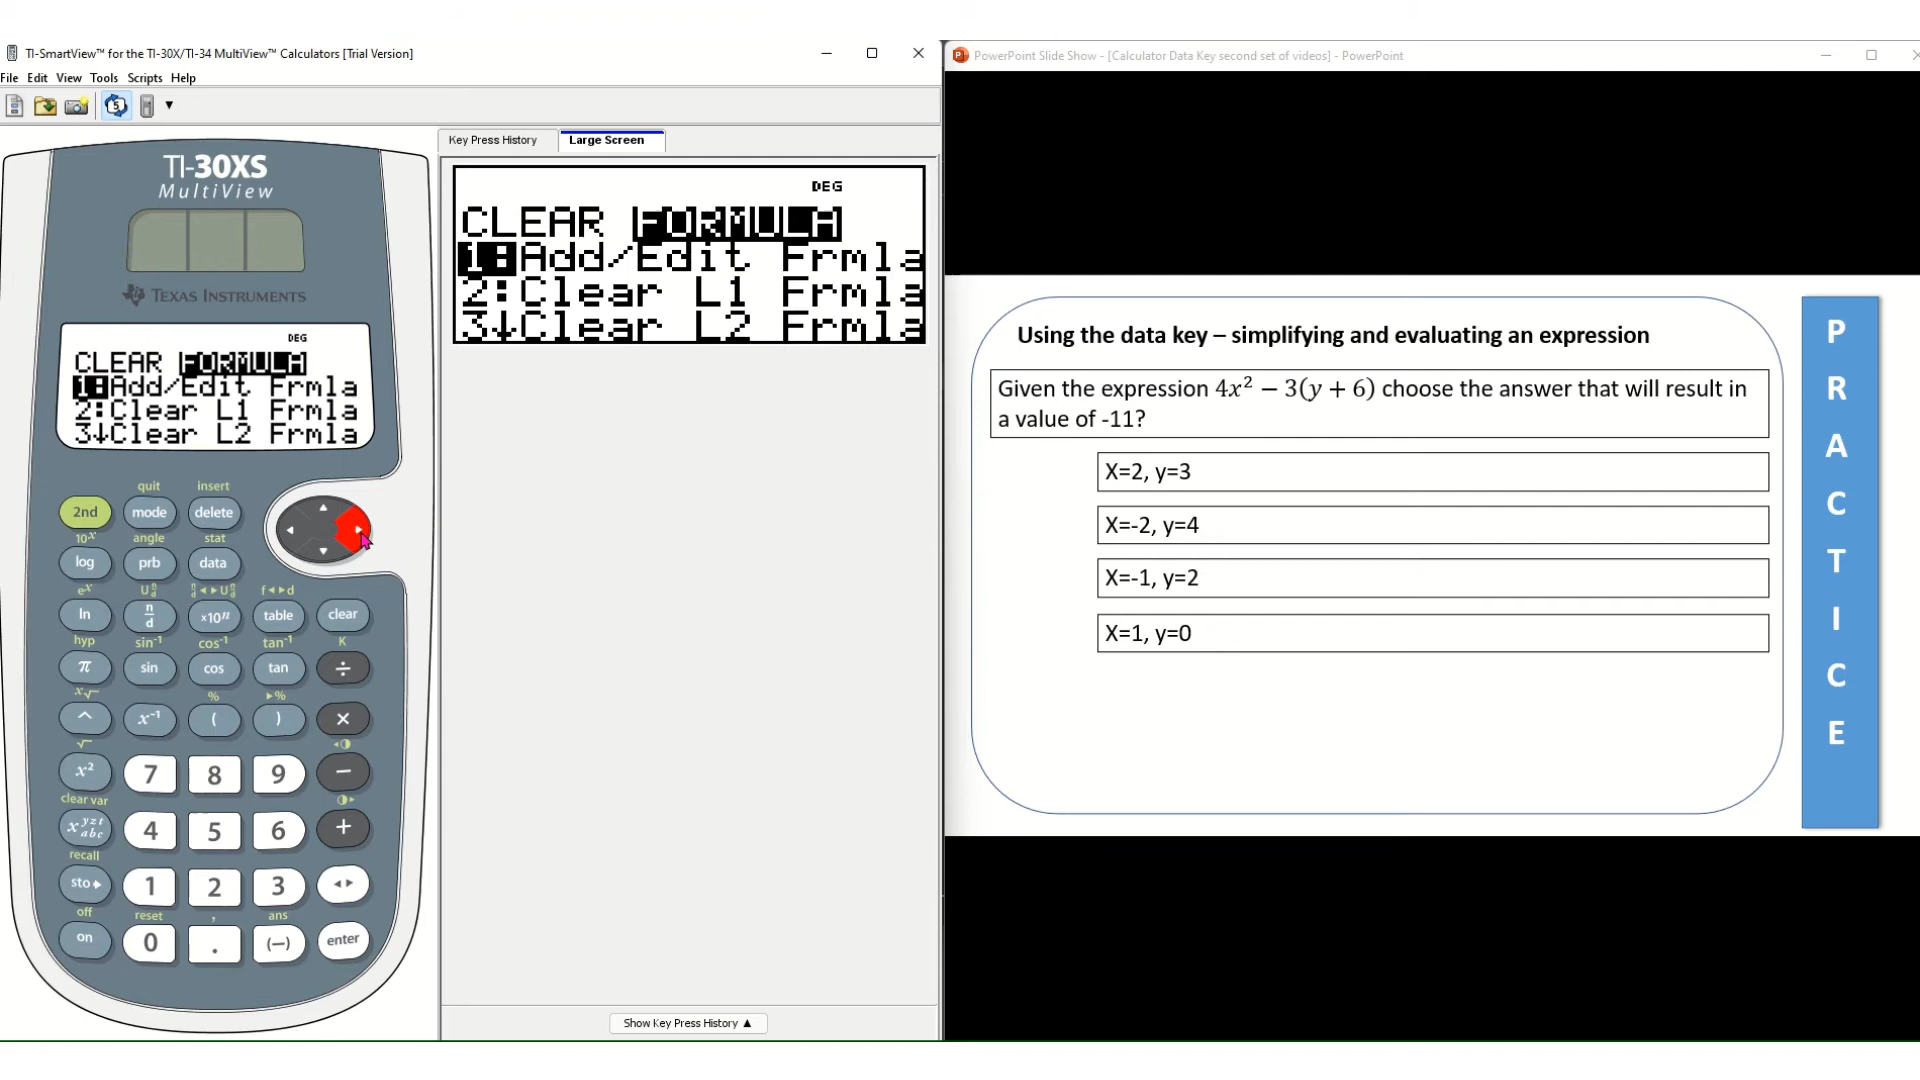 TI-SmartView™ for the TI-30X/TI-34 MultiView™ Calculators [Trial Version]
File Edit View Tools Scripts Help
Key Press History Large Screen
TI-30XS
MultiView
TEXAS INSTRUMENTS
DEG
CLEAR FORMULA
1:Add/Edit Frmla
2:Clear L1 Frmla
3↓Clear L2 Frmla
quit insert
2nd mode delete
10ˣ angle stat
log prb data
eˣ U n/d n/d ◄► U n/d f◄►d
ln n/d ×10ⁿ table clear
hyp sin⁻¹ cos⁻¹ tan⁻¹ K
π sin cos tan ÷
ˣ√ % ►%
^ x⁻¹ ( ) ×
√
x² 7 8 9 −
clear var
x yzt abc 4 5 6 +
recall
sto► 1 2 3 ◄►
off reset , ans
on 0 . (−) enter
DEG
CLEAR FORMULA
1:Add/Edit Frmla
2:Clear L1 Frmla
3↓Clear L2 Frmla
Show Key Press History ▲
PowerPoint Slide Show - [Calculator Data Key second set of videos] - PowerPoint
Using the data key – simplifying and evaluating an expression
Given the expression 4x² − 3(y + 6) choose the answer that will result in
a value of -11?
X=2, y=3
X=-2, y=4
X=-1, y=2
X=1, y=0
P
R
A
C
T
I
C
E